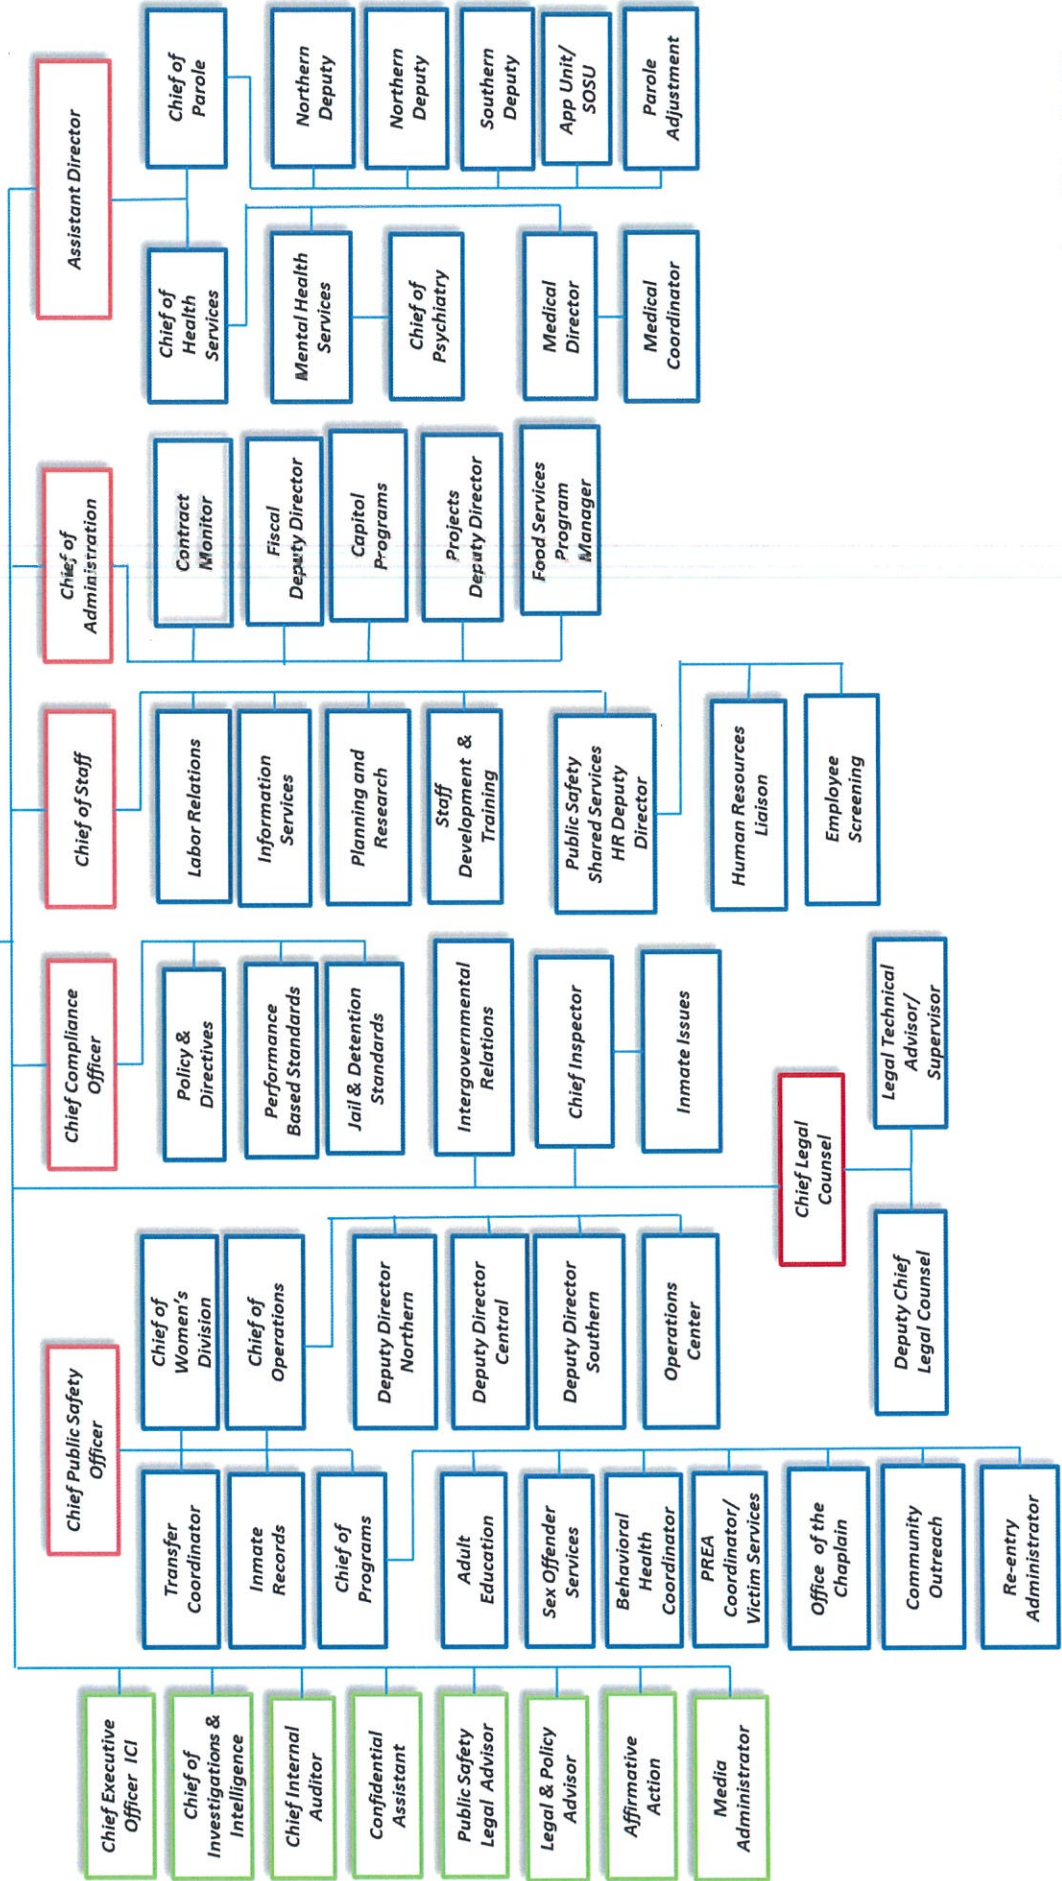 Chief Executive
Officer ICI
Chief of
Investigations &
Intelligence
Chief Internal
Auditor
Confidential
Assistant
Public Safety
Legal Advisor
Legal & Policy
Advisor
Affirmative
Action
Media
Administrator
Chief Public Safety
Officer
Transfer
Coordinator
Inmate
Records
Chief of
Programs
Adult
Education
Sex Offender
Services
Behavioral
Health
Coordinator
PREA
Coordinator/
Victim Services
Office of the
Chaplain
Community
Outreach
Re-entry
Administrator
Chief of
Women's
Division
Chief of
Operations
Deputy Director
Northern
Deputy Director
Central
Deputy Director
Southern
Operations
Center
Chief Compliance
Officer
Policy &
Directives
Performance
Based Standards
Jail & Detention
Standards
Intergovernmental
Relations
Chief Inspector
Inmate Issues
Chief Legal
Counsel
Deputy Chief
Legal Counsel
Legal Technical
Advisor/
Supervisor
Chief of Staff
Labor Relations
Information
Services
Planning and
Research
Staff
Development &
Training
Public Safety
Shared Services
HR Deputy
Director
Human Resources
Liaison
Employee
Screening
Chief of
Administration
Contract
Monitor
Fiscal
Deputy Director
Capitol
Programs
Projects
Deputy Director
Food Services
Program
Manager
Assistant Director
Chief of
Health
Services
Mental Health
Services
Chief of
Psychiatry
Medical
Director
Medical
Coordinator
Chief of
Parole
Northern
Deputy
Northern
Deputy
Southern
Deputy
App Unit/
SOSU
Parole
Adjustment